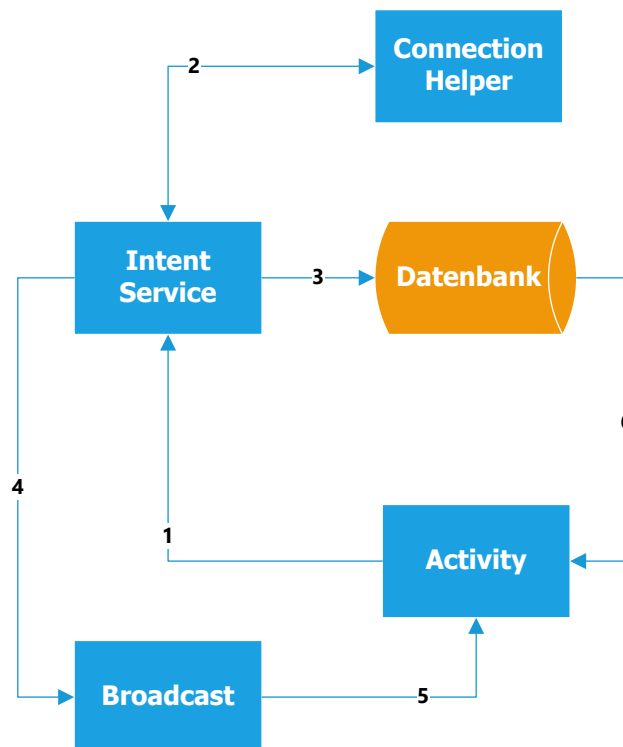 Connection
Helper
2
Intent
Service
3
Datenbank
4
1
Activity
Broadcast
5